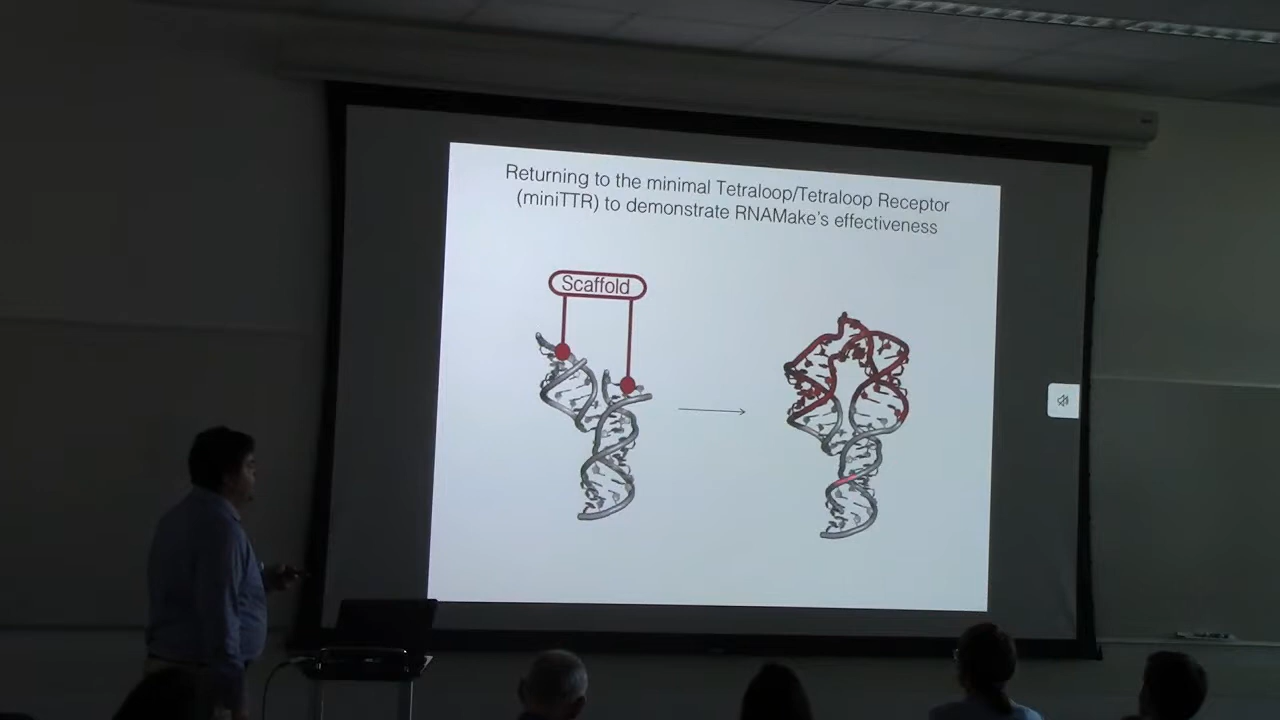 Returning to the minimal Tetraloop/Tetraloop Receptor
(miniTTR) to demonstrate RNAMake's effectiveness
Scaffold